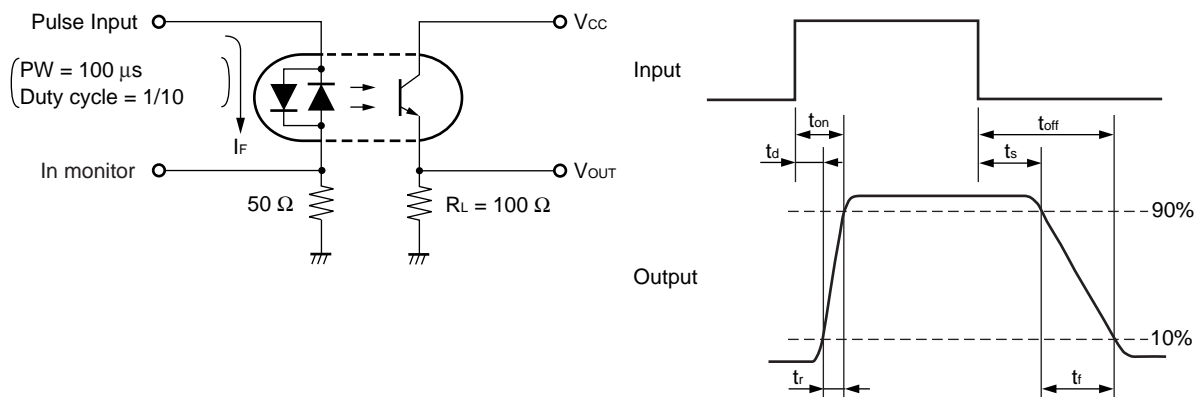 Pulse Input
VCC
PW = 100 μs
Duty cycle = 1/10
IF
In monitor
VOUT
50 Ω
RL = 100 Ω
Input
ton
toff
td
ts
90%
Output
10%
tr
tf